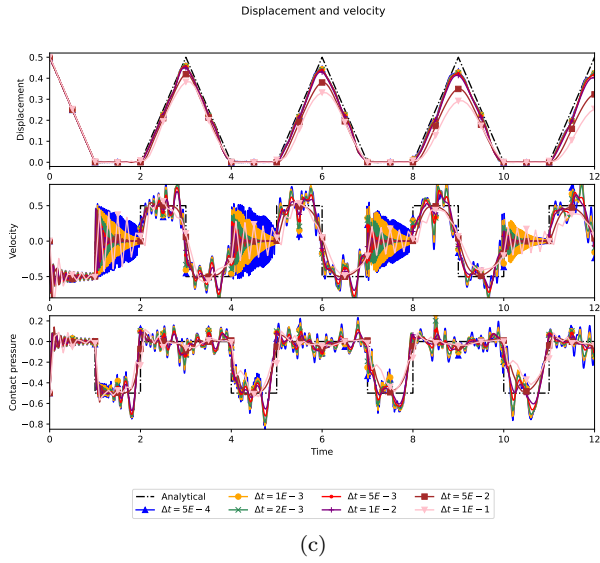 Displacement and velocity
0.5
0.4
0.3
0.2
0.1
0.0
Displacement
0 2 4 6 8 10 12
0.5
0.0
−0.5
Velocity
0 2 4 6 8 10 12
0.2
0.0
−0.2
−0.4
−0.6
−0.8
Contact pressure
0 2 4 6 8 10 12
Time
Analytical Δt = 1E − 3 Δt = 5E − 3 Δt = 5E − 2
Δt = 5E − 4 Δt = 2E − 3 Δt = 1E − 2 Δt = 1E − 1
(c)